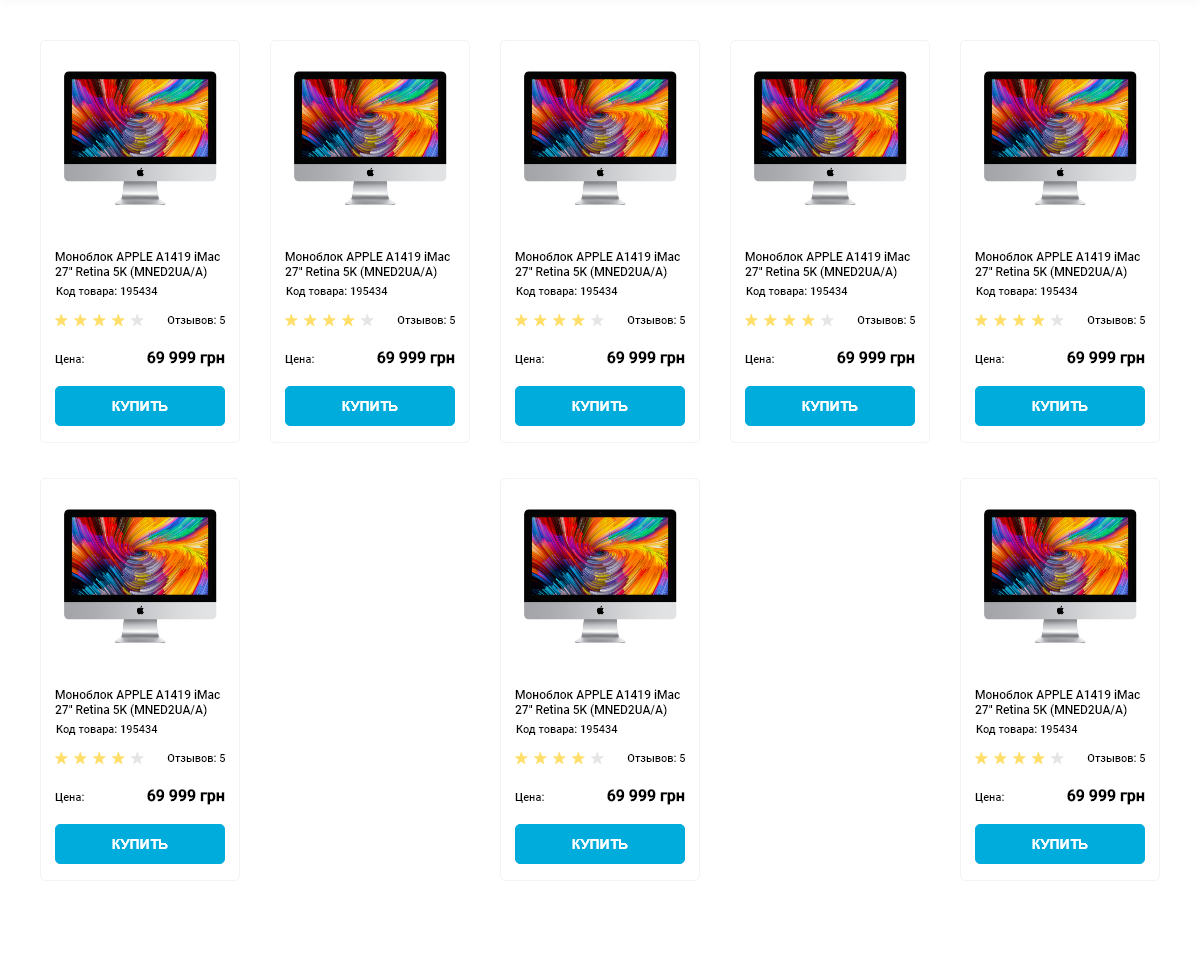 Моноблок APPLE A1419 iMac
27" Retina 5K (MNED2UA/A)
Код товара: 195434
Отзывов: 5
Цена: 69 999 грн
КУПИТЬ
Моноблок APPLE A1419 iMac
27" Retina 5K (MNED2UA/A)
Код товара: 195434
Отзывов: 5
Цена: 69 999 грн
КУПИТЬ
Моноблок APPLE A1419 iMac
27" Retina 5K (MNED2UA/A)
Код товара: 195434
Отзывов: 5
Цена: 69 999 грн
КУПИТЬ
Моноблок APPLE A1419 iMac
27" Retina 5K (MNED2UA/A)
Код товара: 195434
Отзывов: 5
Цена: 69 999 грн
КУПИТЬ
Моноблок APPLE A1419 iMac
27" Retina 5K (MNED2UA/A)
Код товара: 195434
Отзывов: 5
Цена: 69 999 грн
КУПИТЬ
Моноблок APPLE A1419 iMac
27" Retina 5K (MNED2UA/A)
Код товара: 195434
Отзывов: 5
Цена: 69 999 грн
КУПИТЬ
Моноблок APPLE A1419 iMac
27" Retina 5K (MNED2UA/A)
Код товара: 195434
Отзывов: 5
Цена: 69 999 грн
КУПИТЬ
Моноблок APPLE A1419 iMac
27" Retina 5K (MNED2UA/A)
Код товара: 195434
Отзывов: 5
Цена: 69 999 грн
КУПИТЬ